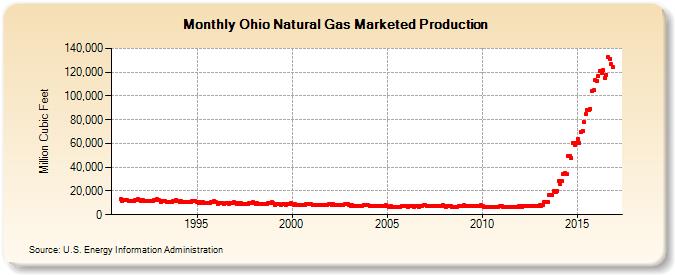 Monthly Ohio Natural Gas Marketed Production
Million Cubic Feet
140,000
120,000
100,000
80,000
60,000
40,000
20,000
0
1995 2000 2005 2010 2015
Source: U.S. Energy Information Administration